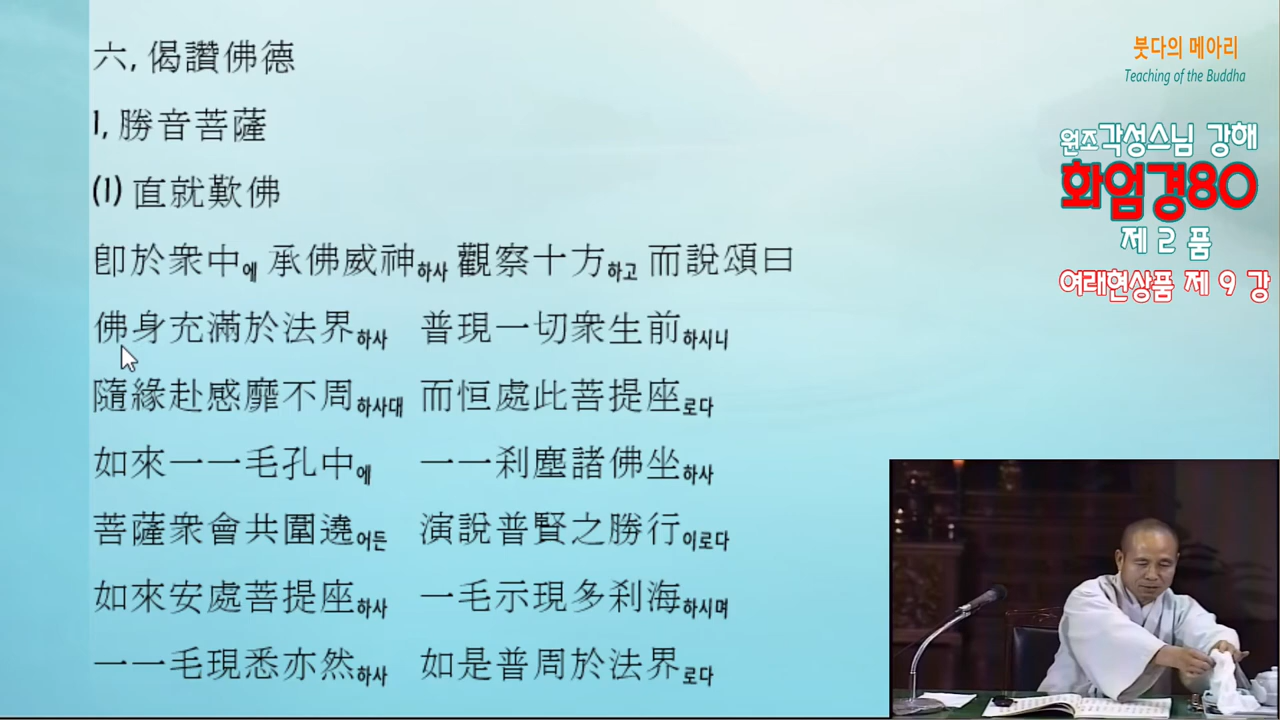 六, 偈讚佛德
1, 勝音菩薩
(1) 直就歎佛
卽於衆中에 承佛威神하사 觀察十方하고 而說頌曰
佛身充滿於法界하사 普現一切衆生前하시니
隨緣赴感靡不周하사대 而恒處此菩提座로다
如來一一毛孔中에 一一刹塵諸佛坐하사
菩薩衆會共圍遶어든 演說普賢之勝行이로다
如來安處菩提座하사 一毛示現多刹海하시며
一一毛現悉亦然하사 如是普周於法界로다
붓다의 메아리
Teaching of the Buddha
원조각성스님 강해
화엄경80
제 2 품
여래현상품 제 9 강